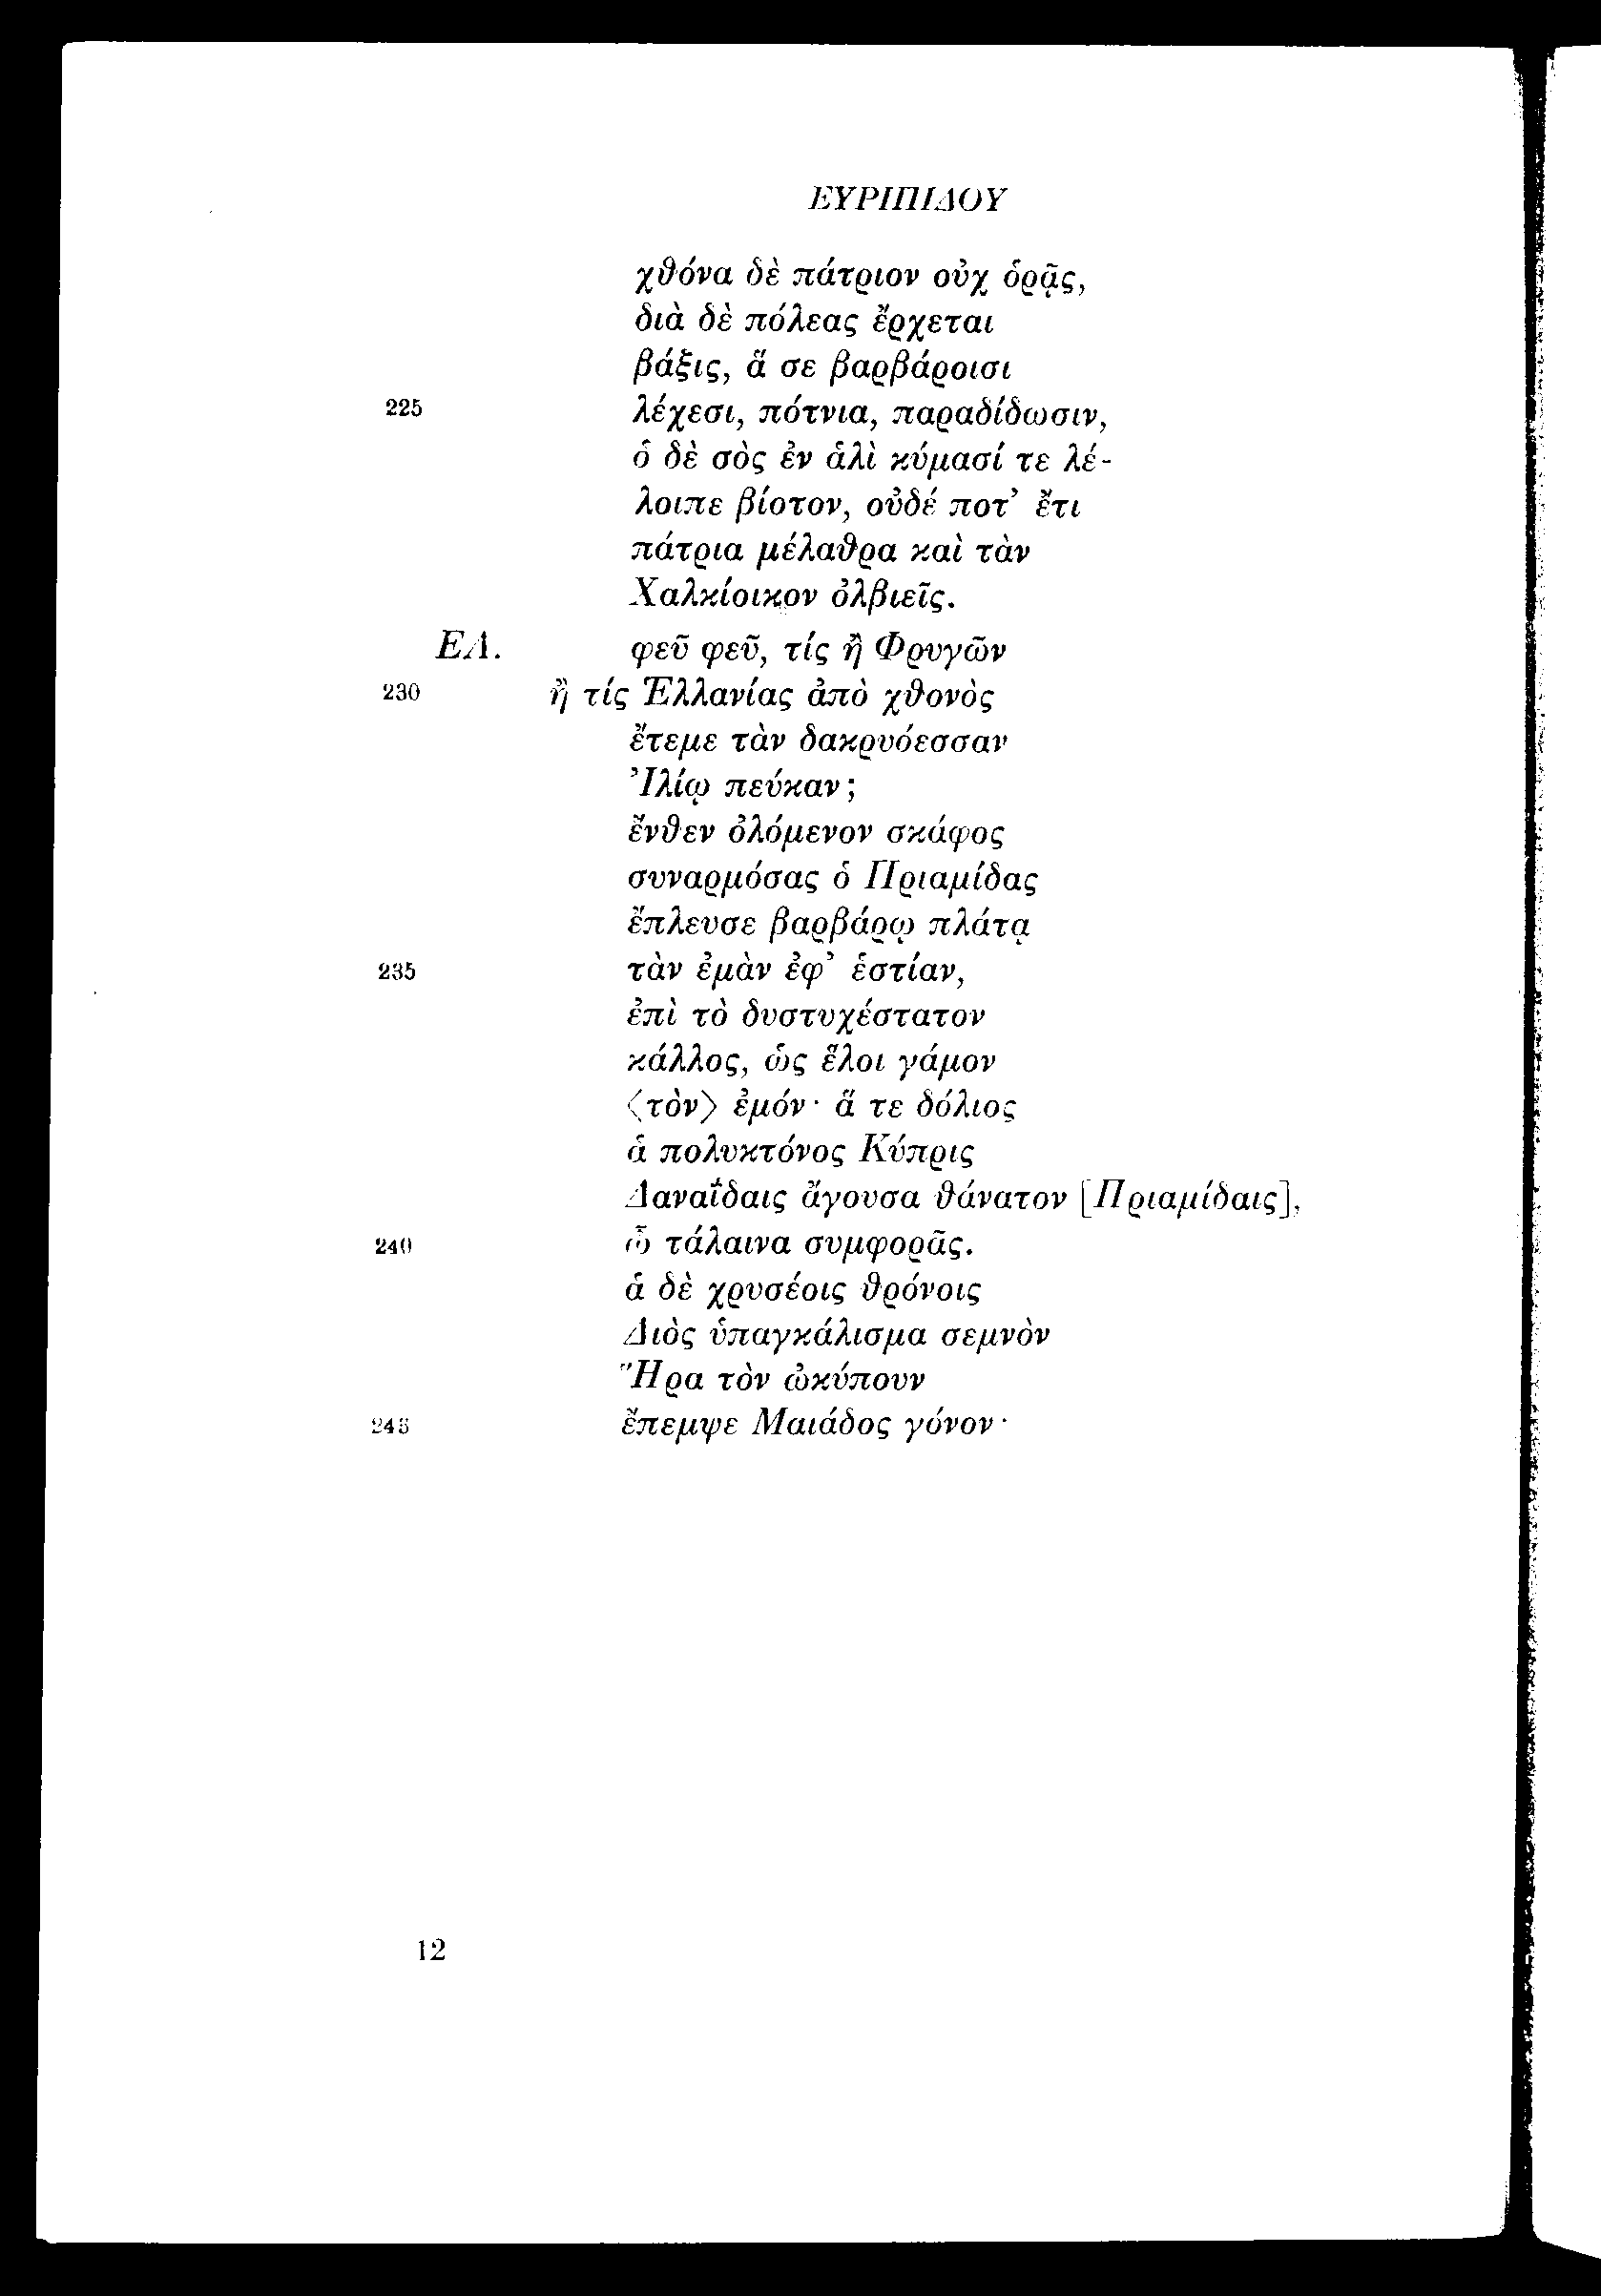 ΕΥΡΙΠΙΔΟΥ
χθόνα δὲ πάτριον οὐχ ὁρᾷς,
διὰ δὲ πόλεας ἔρχεται
βάξις, ἅ σε βαρβάροισι
225 λέχεσι, πότνια, παραδίδωσιν,
ὁ δὲ σὸς ἐν ἁλὶ κύμασί τε λέ-
λοιπε βίοτον, οὐδέ ποτ’ ἔτι
πάτρια μέλαθρα καὶ τὰν
Χαλκίοικον ὀλβιεῖς.
ΕΛ. φεῦ φεῦ, τίς ἢ Φρυγῶν
230 ἢ τίς Ἑλλανίας ἀπὸ χθονὸς
ἔτεμε τὰν δακρυόεσσαν
Ἰλίῳ πεύκαν;
ἔνθεν ὀλόμενον σκάφος
συναρμόσας ὁ Πριαμίδας
ἔπλευσε βαρβάρῳ πλάτᾳ
235 τὰν ἐμὰν ἐφ’ ἑστίαν,
ἐπὶ τὸ δυστυχέστατον
κάλλος, ὡς ἕλοι γάμον
〈τὸν〉 ἐμόν· ἅ τε δόλιος
ἁ πολυκτόνος Κύπρις
Δαναΐδαις ἄγουσα θάνατον [Πριαμίδαις],
240 ὦ τάλαινα συμφορᾶς.
ἁ δὲ χρυσέοις θρόνοις
Διὸς ὑπαγκάλισμα σεμνὸν
Ἥρα τὸν ὠκύπουν
245 ἔπεμψε Μαιάδος γόνον·
12